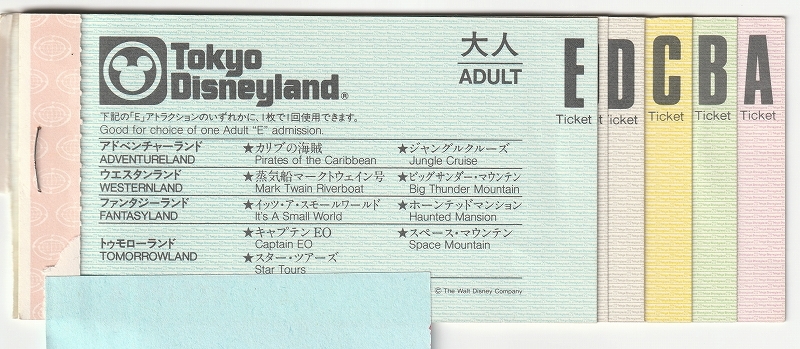 Tokyo
Disneyland®
大人
ADULT
E
Ticket
D
Ticket
C
Ticket
B
Ticket
A
Ticket
下記の「E」アトラクションのいずれかに、1枚で1回使用できます。
Good for choice of one Adult "E" admission.
アドベンチャーランド ★カリブの海賊 ★ジャングルクルーズ
ADVENTURELAND Pirates of the Caribbean Jungle Cruise
ウエスタンランド ★蒸気船マークトウェイン号 ★ビッグサンダー・マウンテン
WESTERNLAND Mark Twain Riverboat Big Thunder Mountain
ファンタジーランド ★イッツ・ア・スモールワールド ★ホーンテッドマンション
FANTASYLAND It's A Small World Haunted Mansion
★キャプテンEO ★スペース・マウンテン
トゥモローランド Captain EO Space Mountain
TOMORROWLAND ★スター・ツアーズ
Star Tours
© The Walt Disney Company